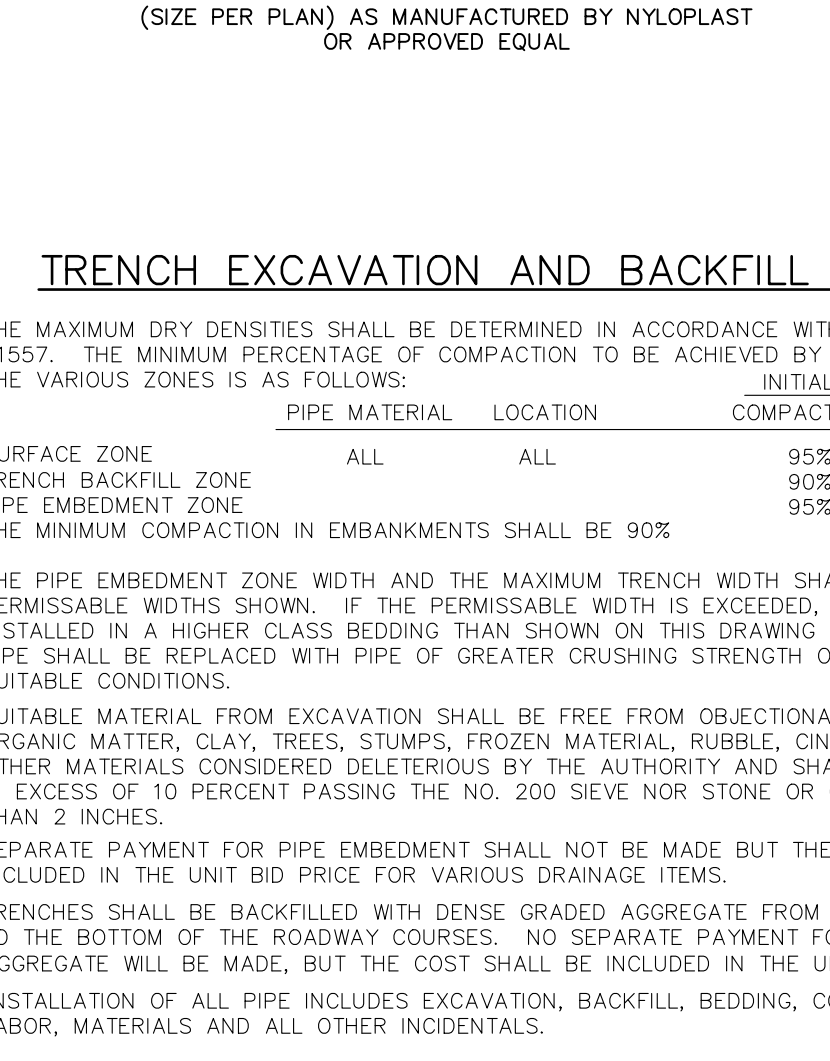 (SIZE PER PLAN) AS MANUFACTURED BY NYLOPLAST
OR APPROVED EQUAL
TRENCH EXCAVATION AND BACKFILL
HE MAXIMUM DRY DENSITIES SHALL BE DETERMINED IN ACCORDANCE WITH
1557. THE MINIMUM PERCENTAGE OF COMPACTION TO BE ACHIEVED BY
HE VARIOUS ZONES IS AS FOLLOWS:
INITIAL
PIPE MATERIAL LOCATION COMPACT
URFACE ZONE ALL ALL 95%
RENCH BACKFILL ZONE 90%
IPE EMBEDMENT ZONE 95%
HE MINIMUM COMPACTION IN EMBANKMENTS SHALL BE 90%
HE PIPE EMBEDMENT ZONE WIDTH AND THE MAXIMUM TRENCH WIDTH SHA
ERMISSABLE WIDTHS SHOWN. IF THE PERMISSABLE WIDTH IS EXCEEDED,
NSTALLED IN A HIGHER CLASS BEDDING THAN SHOWN ON THIS DRAWING
IPE SHALL BE REPLACED WITH PIPE OF GREATER CRUSHING STRENGTH O
UITABLE CONDITIONS.
UITABLE MATERIAL FROM EXCAVATION SHALL BE FREE FROM OBJECTIONA
RGANIC MATTER, CLAY, TREES, STUMPS, FROZEN MATERIAL, RUBBLE, CIN
THER MATERIALS CONSIDERED DELETERIOUS BY THE AUTHORITY AND SHA
EXCESS OF 10 PERCENT PASSING THE NO. 200 SIEVE NOR STONE OR
HAN 2 INCHES.
EPARATE PAYMENT FOR PIPE EMBEDMENT SHALL NOT BE MADE BUT THE
CLUDED IN THE UNIT BID PRICE FOR VARIOUS DRAINAGE ITEMS.
RENCHES SHALL BE BACKFILLED WITH DENSE GRADED AGGREGATE FROM
O THE BOTTOM OF THE ROADWAY COURSES. NO SEPARATE PAYMENT FO
GGREGATE WILL BE MADE, BUT THE COST SHALL BE INCLUDED IN THE U
NSTALLATION OF ALL PIPE INCLUDES EXCAVATION, BACKFILL, BEDDING, CO
ABOR, MATERIALS AND ALL OTHER INCIDENTALS.